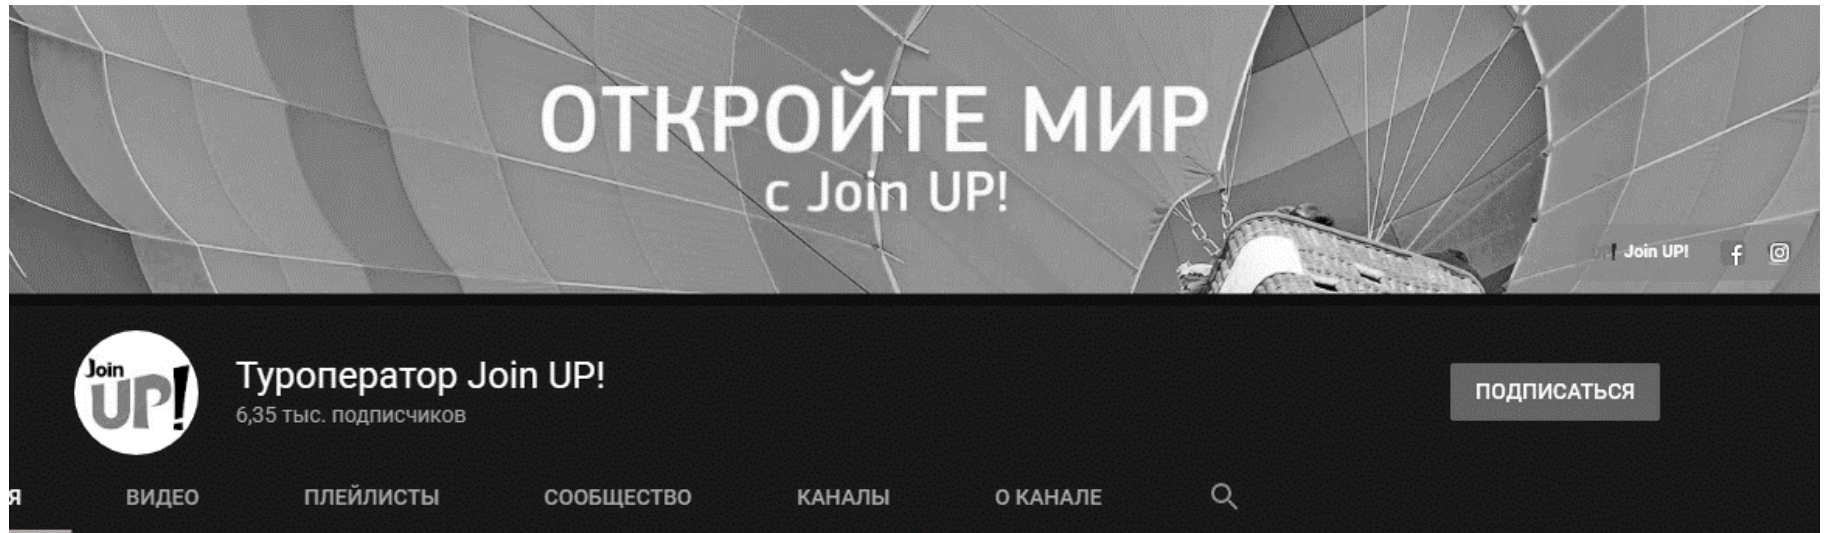 ОТКРОЙТЕ МИР
с Join UP!
Join UP!
Join
UP!
Туроператор Join UP!
6,35 тыс. подписчиков
ПОДПИСАТЬСЯ
Я ВИДЕО ПЛЕЙЛИСТЫ СООБЩЕСТВО КАНАЛЫ О КАНАЛЕ